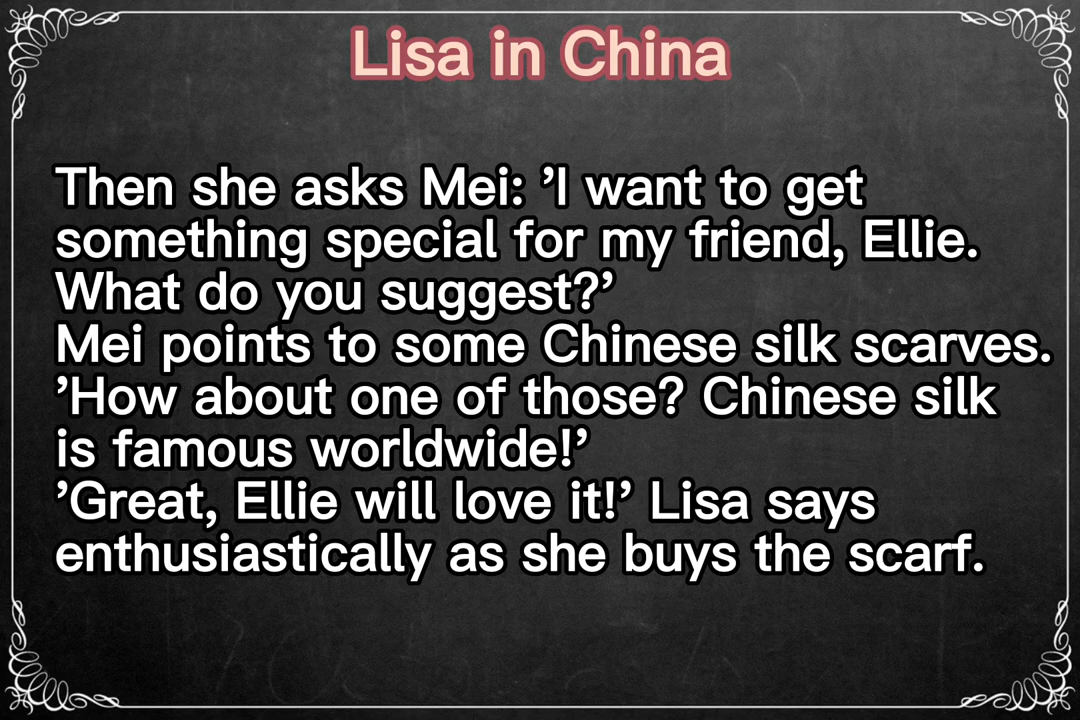 Lisa in China
Then she asks Mei: ’I want to get
something special for my friend, Ellie.
What do you suggest?’
Mei points to some Chinese silk scarves.
’How about one of those? Chinese silk
is famous worldwide!’
’Great, Ellie will love it!’ Lisa says
enthusiastically as she buys the scarf.